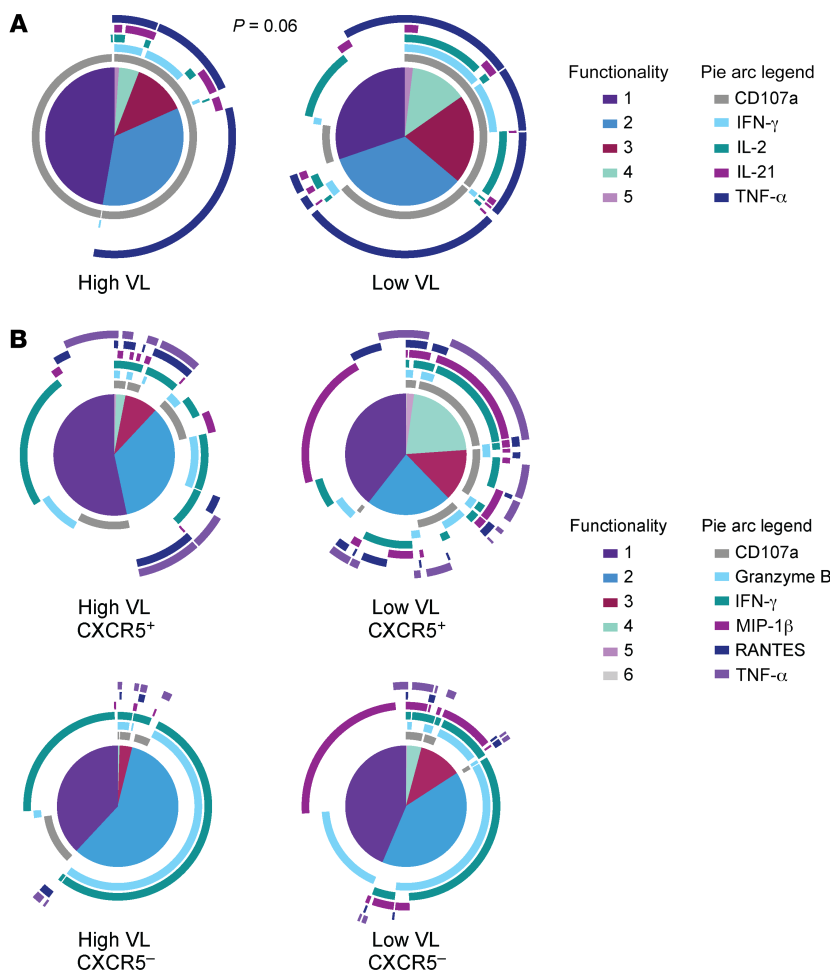 A
P = 0.06
High VL
Low VL
Functionality
1
2
3
4
5
Pie arc legend
CD107a
IFN-γ
IL-2
IL-21
TNF-α
B
High VL
CXCR5⁺
Low VL
CXCR5⁺
High VL
CXCR5⁻
Low VL
CXCR5⁻
Functionality
1
2
3
4
5
6
Pie arc legend
CD107a
Granzyme B
IFN-γ
MIP-1β
RANTES
TNF-α